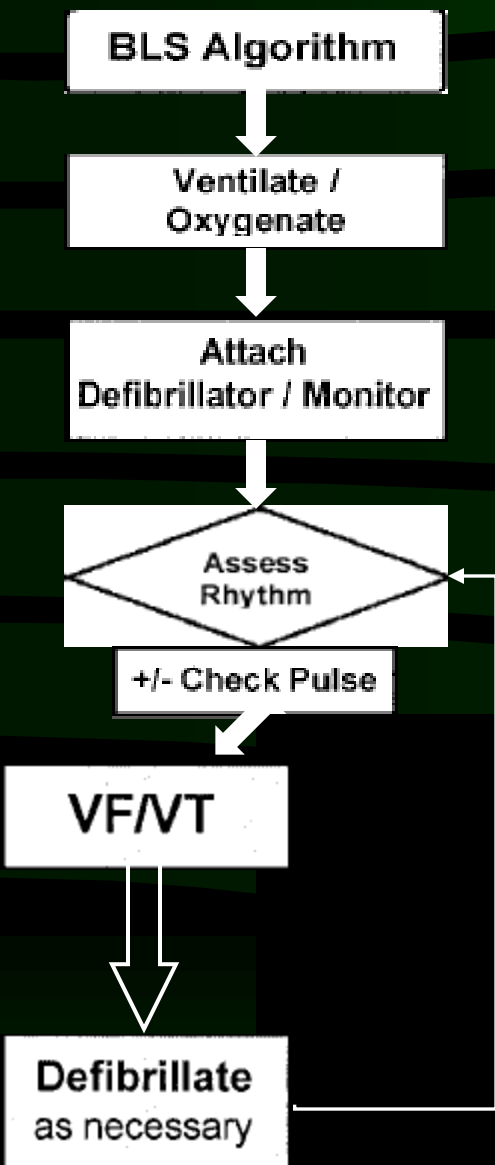 BLS Algorithm
Ventilate /
Oxygenate
Attach
Defibrillator / Monitor
Assess
Rhythm
+/- Check Pulse
VF/VT
Defibrillate
as necessary